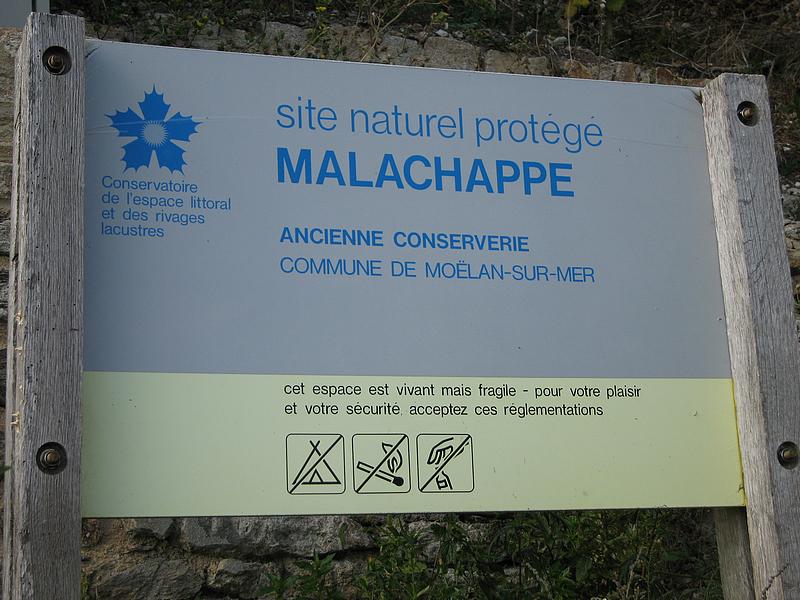 Conservatoire
de l'espace littoral
et des rivages
lacustres
site naturel protégé
MALACHAPPE
ANCIENNE CONSERVERIE
COMMUNE DE MOËLAN-SUR-MER
cet espace est vivant mais fragile - pour votre plaisir
et votre sécurité, acceptez ces réglementations